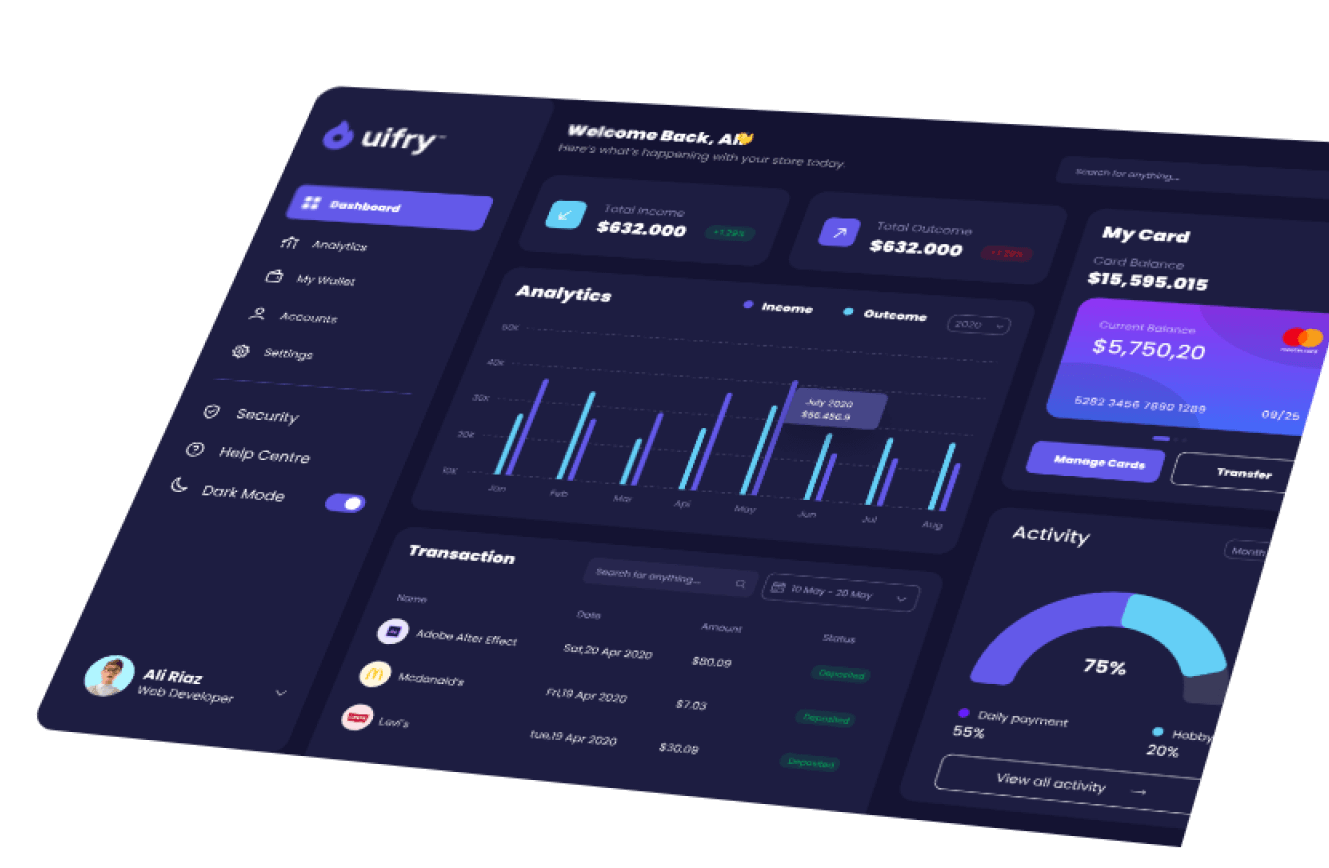 uifry™
Dashboard
Analytics
My Wallet
Accounts
Settings
Security
Help Centre
Dark Mode
Ali Riaz
Web Developer
Welcome Back, Ali
Here's what's happening with your store today.
Search for anything...
Total Income
$632.000
+1.29%
Total Outcome
$632.000
+1.29%
Analytics
Income
Outcome
2020
50K
40K
30K
20K
10K
July 2020
$56.456.9
Jan
Feb
Mar
Api
May
Jun
Jul
Aug
My Card
Card Balance
$15,595.015
Current Balance
$5,750,20
mastercard
5282 3456 7890 1289
09/25
Manage Cards
Transfer
Transaction
Search for anything...
10 May - 20 May
Name
Date
Amount
Status
Adobe After Effect
Sat,20 Apr 2020
$80.09
Deposited
Mcdonald's
Fri,19 Apr 2020
$7.03
Deposited
Levi's
tue,19 Apr 2020
$30.09
Deposited
Activity
Month
75%
Daily payment
55%
Hobby
20%
View all activity